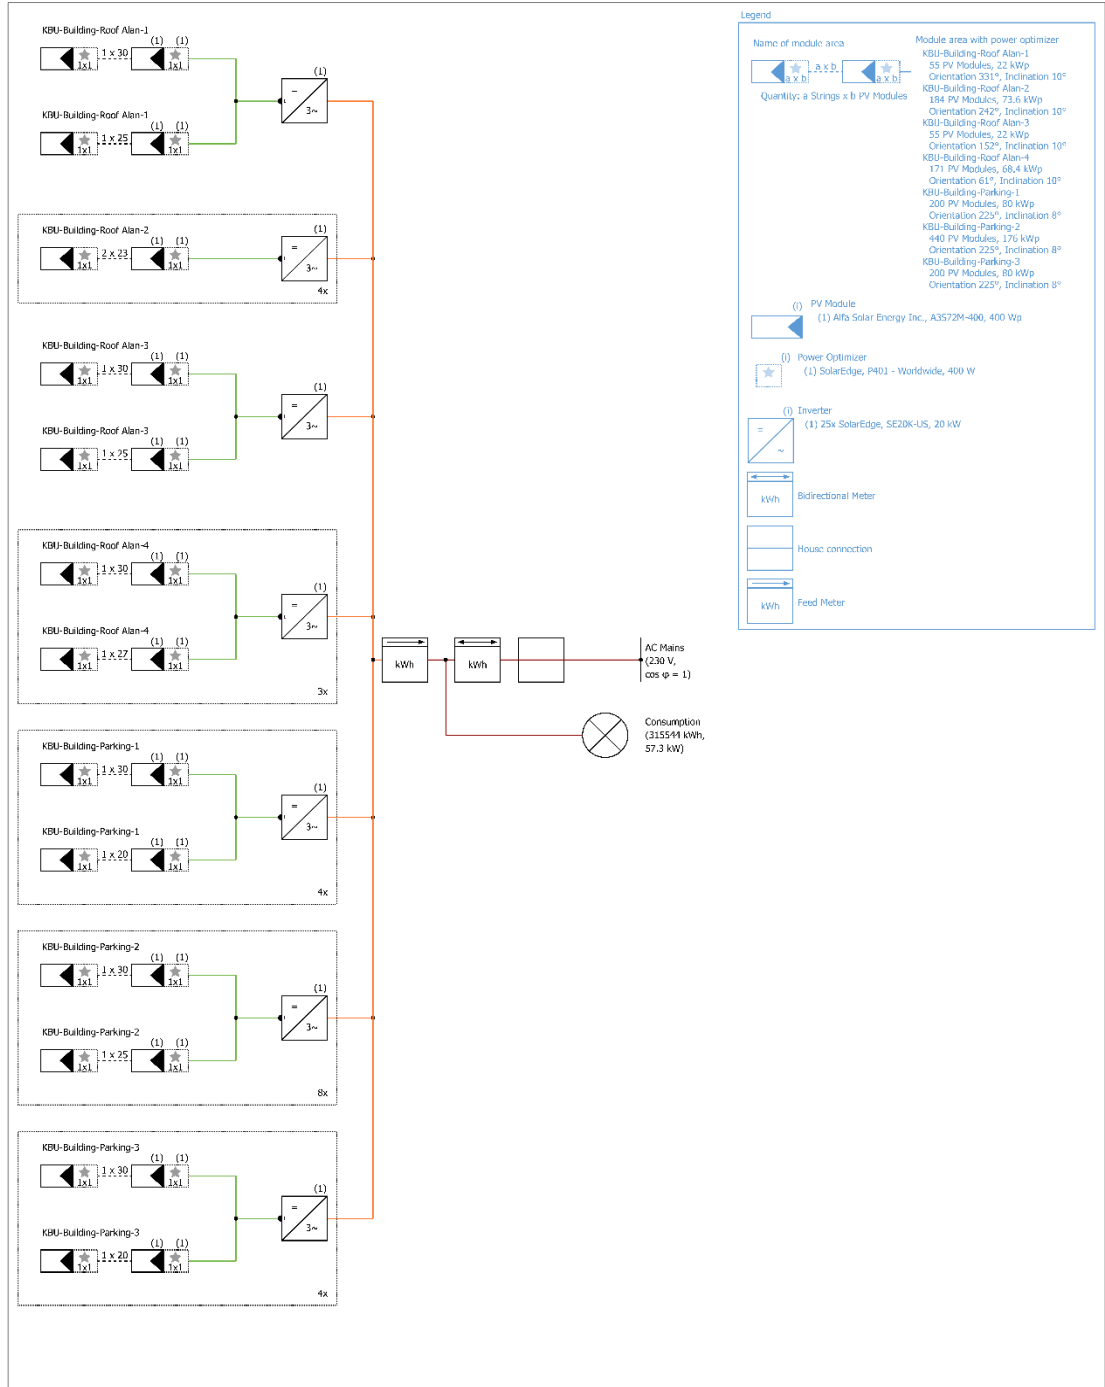 KBU-Building-Roof Alan-1
(1) (1)
1 x 30
1x1 1x1
(1)
=
3~
KBU-Building-Roof Alan-1
(1) (1)
1 x 25
1x1 1x1
KBU-Building-Roof Alan-2
(1) (1)
2 x 23
1x1 1x1
(1)
=
3~
4x
KBU-Building-Roof Alan-3
(1) (1)
1 x 30
1x1 1x1
(1)
=
3~
KBU-Building-Roof Alan-3
(1) (1)
1 x 25
1x1 1x1
KBU-Building-Roof Alan-4
(1) (1)
1 x 30
1x1 1x1
(1)
=
3~
KBU-Building-Roof Alan-4
(1) (1)
1 x 27
1x1 1x1
3x
KBU-Building-Parking-1
(1) (1)
1 x 30
1x1 1x1
(1)
=
3~
KBU-Building-Parking-1
(1) (1)
1 x 20
1x1 1x1
4x
KBU-Building-Parking-2
(1) (1)
1 x 30
1x1 1x1
(1)
=
3~
KBU-Building-Parking-2
(1) (1)
1 x 25
1x1 1x1
8x
KBU-Building-Parking-3
(1) (1)
1 x 30
1x1 1x1
(1)
=
3~
KBU-Building-Parking-3
(1) (1)
1 x 20
1x1 1x1
4x
kWh
kWh
AC Mains
(230 V,
cos φ = 1)
Consumption
(315544 kWh,
57.3 kW)
Legend
Name of module area
a x b
a x b a x b
Quantity: a Strings x b PV Modules
Module area with power optimizer
KBU-Building-Roof Alan-1
55 PV Modules, 22 kWp
Orientation 331°, Inclination 10°
KBU-Building-Roof Alan-2
184 PV Modules, 73.6 kWp
Orientation 242°, Inclination 10°
KBU-Building-Roof Alan-3
55 PV Modules, 22 kWp
Orientation 152°, Inclination 10°
KBU-Building-Roof Alan-4
171 PV Modules, 68.4 kWp
Orientation 61°, Inclination 10°
KBU-Building-Parking-1
200 PV Modules, 80 kWp
Orientation 225°, Inclination 8°
KBU-Building-Parking-2
440 PV Modules, 176 kWp
Orientation 225°, Inclination 8°
KBU-Building-Parking-3
200 PV Modules, 80 kWp
Orientation 225°, Inclination 8°
(i) PV Module
(1) Alfa Solar Energy Inc., A3S72M-400, 400 Wp
(i) Power Optimizer
(1) SolarEdge, P401 - Worldwide, 400 W
(i) Inverter
(1) 25x SolarEdge, SE20K-US, 20 kW
=
~
kWh
Bidirectional Meter
House connection
kWh
Feed Meter